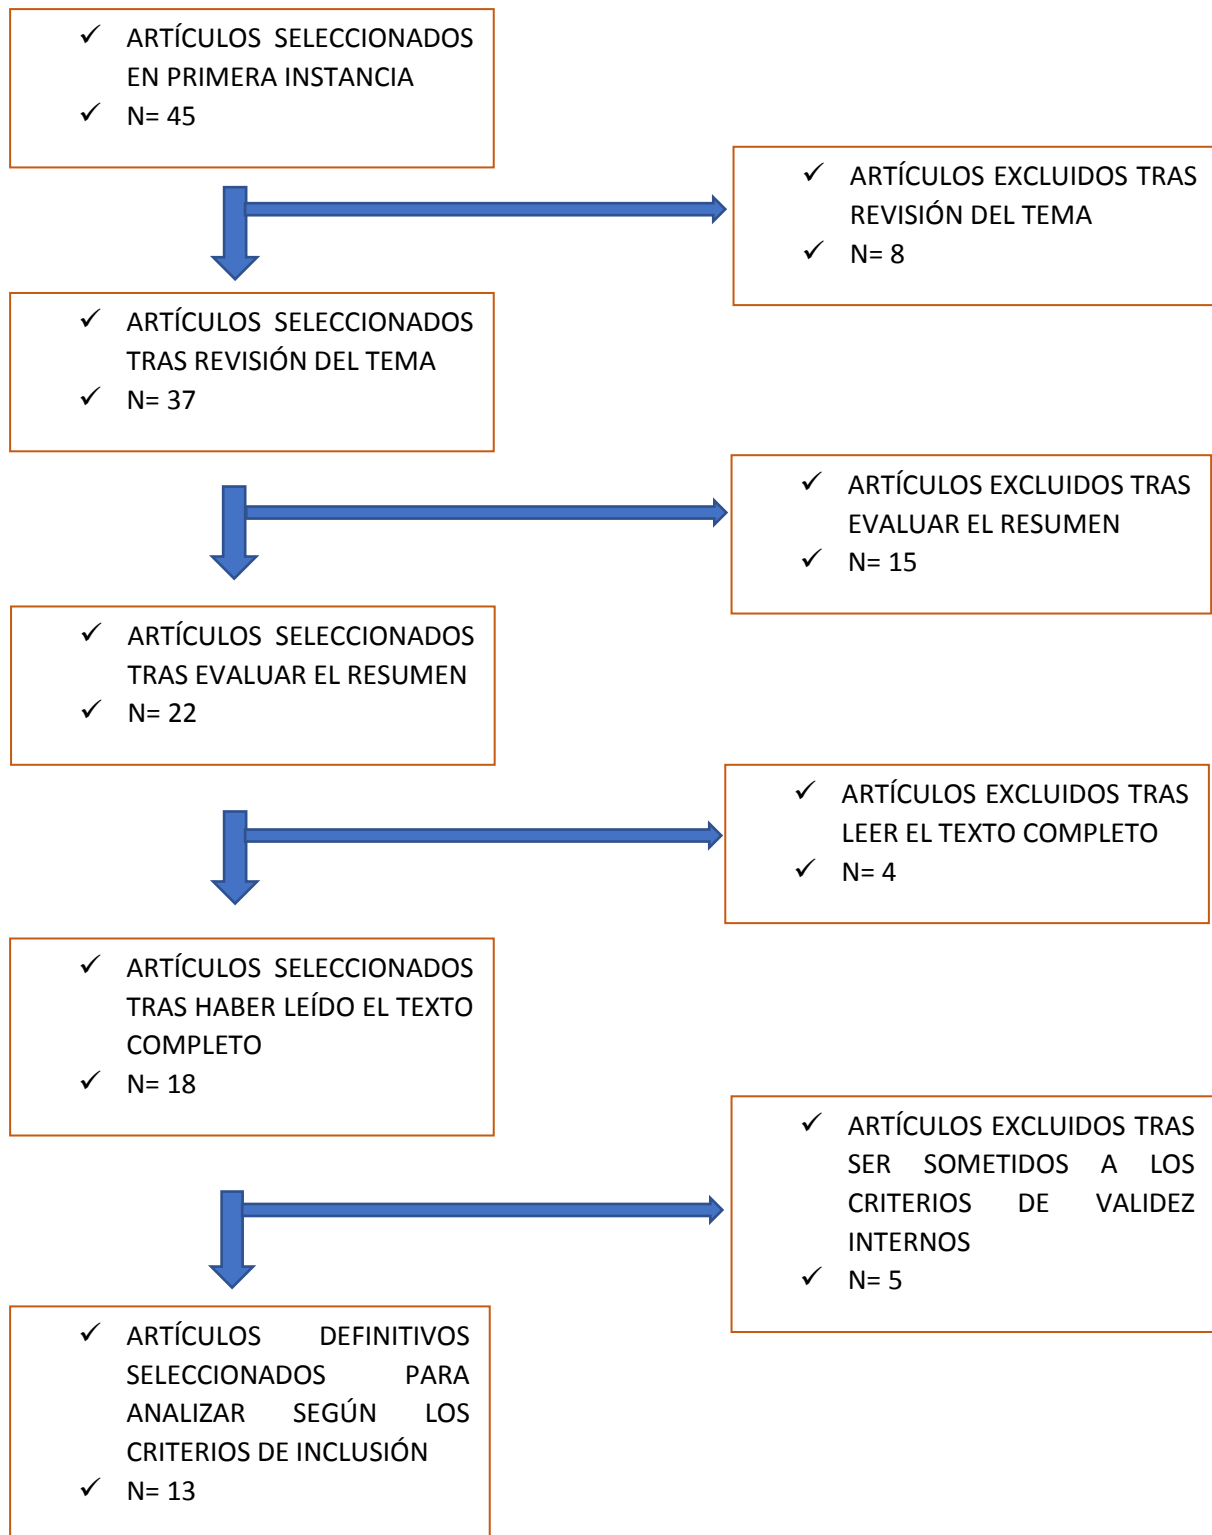 ✓ ARTÍCULOS SELECCIONADOS
EN PRIMERA INSTANCIA
✓ N= 45
✓ ARTÍCULOS EXCLUIDOS TRAS
REVISIÓN DEL TEMA
✓ N= 8
✓ ARTÍCULOS SELECCIONADOS
TRAS REVISIÓN DEL TEMA
✓ N= 37
✓ ARTÍCULOS EXCLUIDOS TRAS
EVALUAR EL RESUMEN
✓ N= 15
✓ ARTÍCULOS SELECCIONADOS
TRAS EVALUAR EL RESUMEN
✓ N= 22
✓ ARTÍCULOS EXCLUIDOS TRAS
LEER EL TEXTO COMPLETO
✓ N= 4
✓ ARTÍCULOS SELECCIONADOS
TRAS HABER LEÍDO EL TEXTO
COMPLETO
✓ N= 18
✓ ARTÍCULOS EXCLUIDOS TRAS
SER SOMETIDOS A LOS
CRITERIOS DE VALIDEZ
INTERNOS
✓ N= 5
✓ ARTÍCULOS DEFINITIVOS
SELECCIONADOS PARA
ANALIZAR SEGÚN LOS
CRITERIOS DE INCLUSIÓN
✓ N= 13